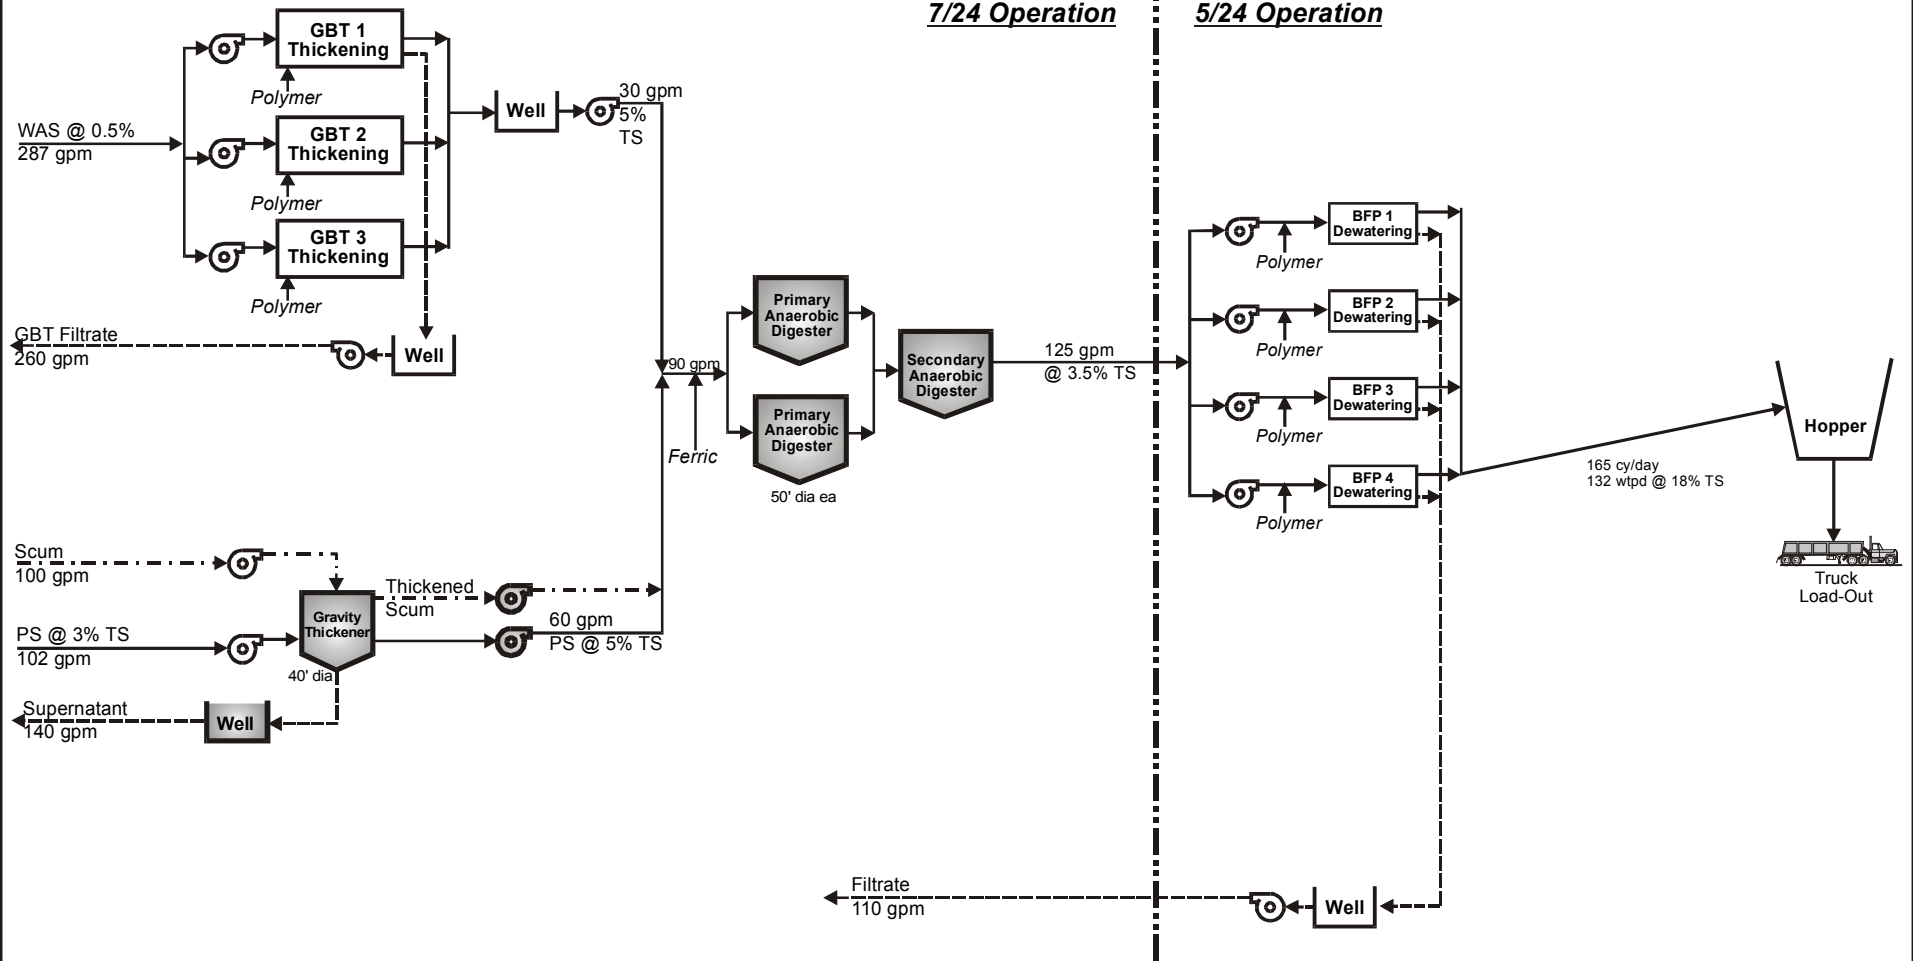 7/24 Operation
5/24 Operation
GBT 1
Thickening
Polymer
WAS @ 0.5%
287 gpm
GBT 2
Thickening
Polymer
GBT 3
Thickening
Polymer
Well
30 gpm
5%
TS
GBT Filtrate
260 gpm
Well
90 gpm
Ferric
Primary
Anaerobic
Digester
Primary
Anaerobic
Digester
50' dia ea
Secondary
Anaerobic
Digester
125 gpm
@ 3.5% TS
BFP 1
Dewatering
Polymer
BFP 2
Dewatering
Polymer
BFP 3
Dewatering
Polymer
BFP 4
Dewatering
Polymer
165 cy/day
132 wtpd @ 18% TS
Hopper
Truck
Load-Out
Scum
100 gpm
PS @ 3% TS
102 gpm
Gravity
Thickener
40' dia
Thickened
Scum
60 gpm
PS @ 5% TS
Supernatant
140 gpm
Well
Filtrate
110 gpm
Well